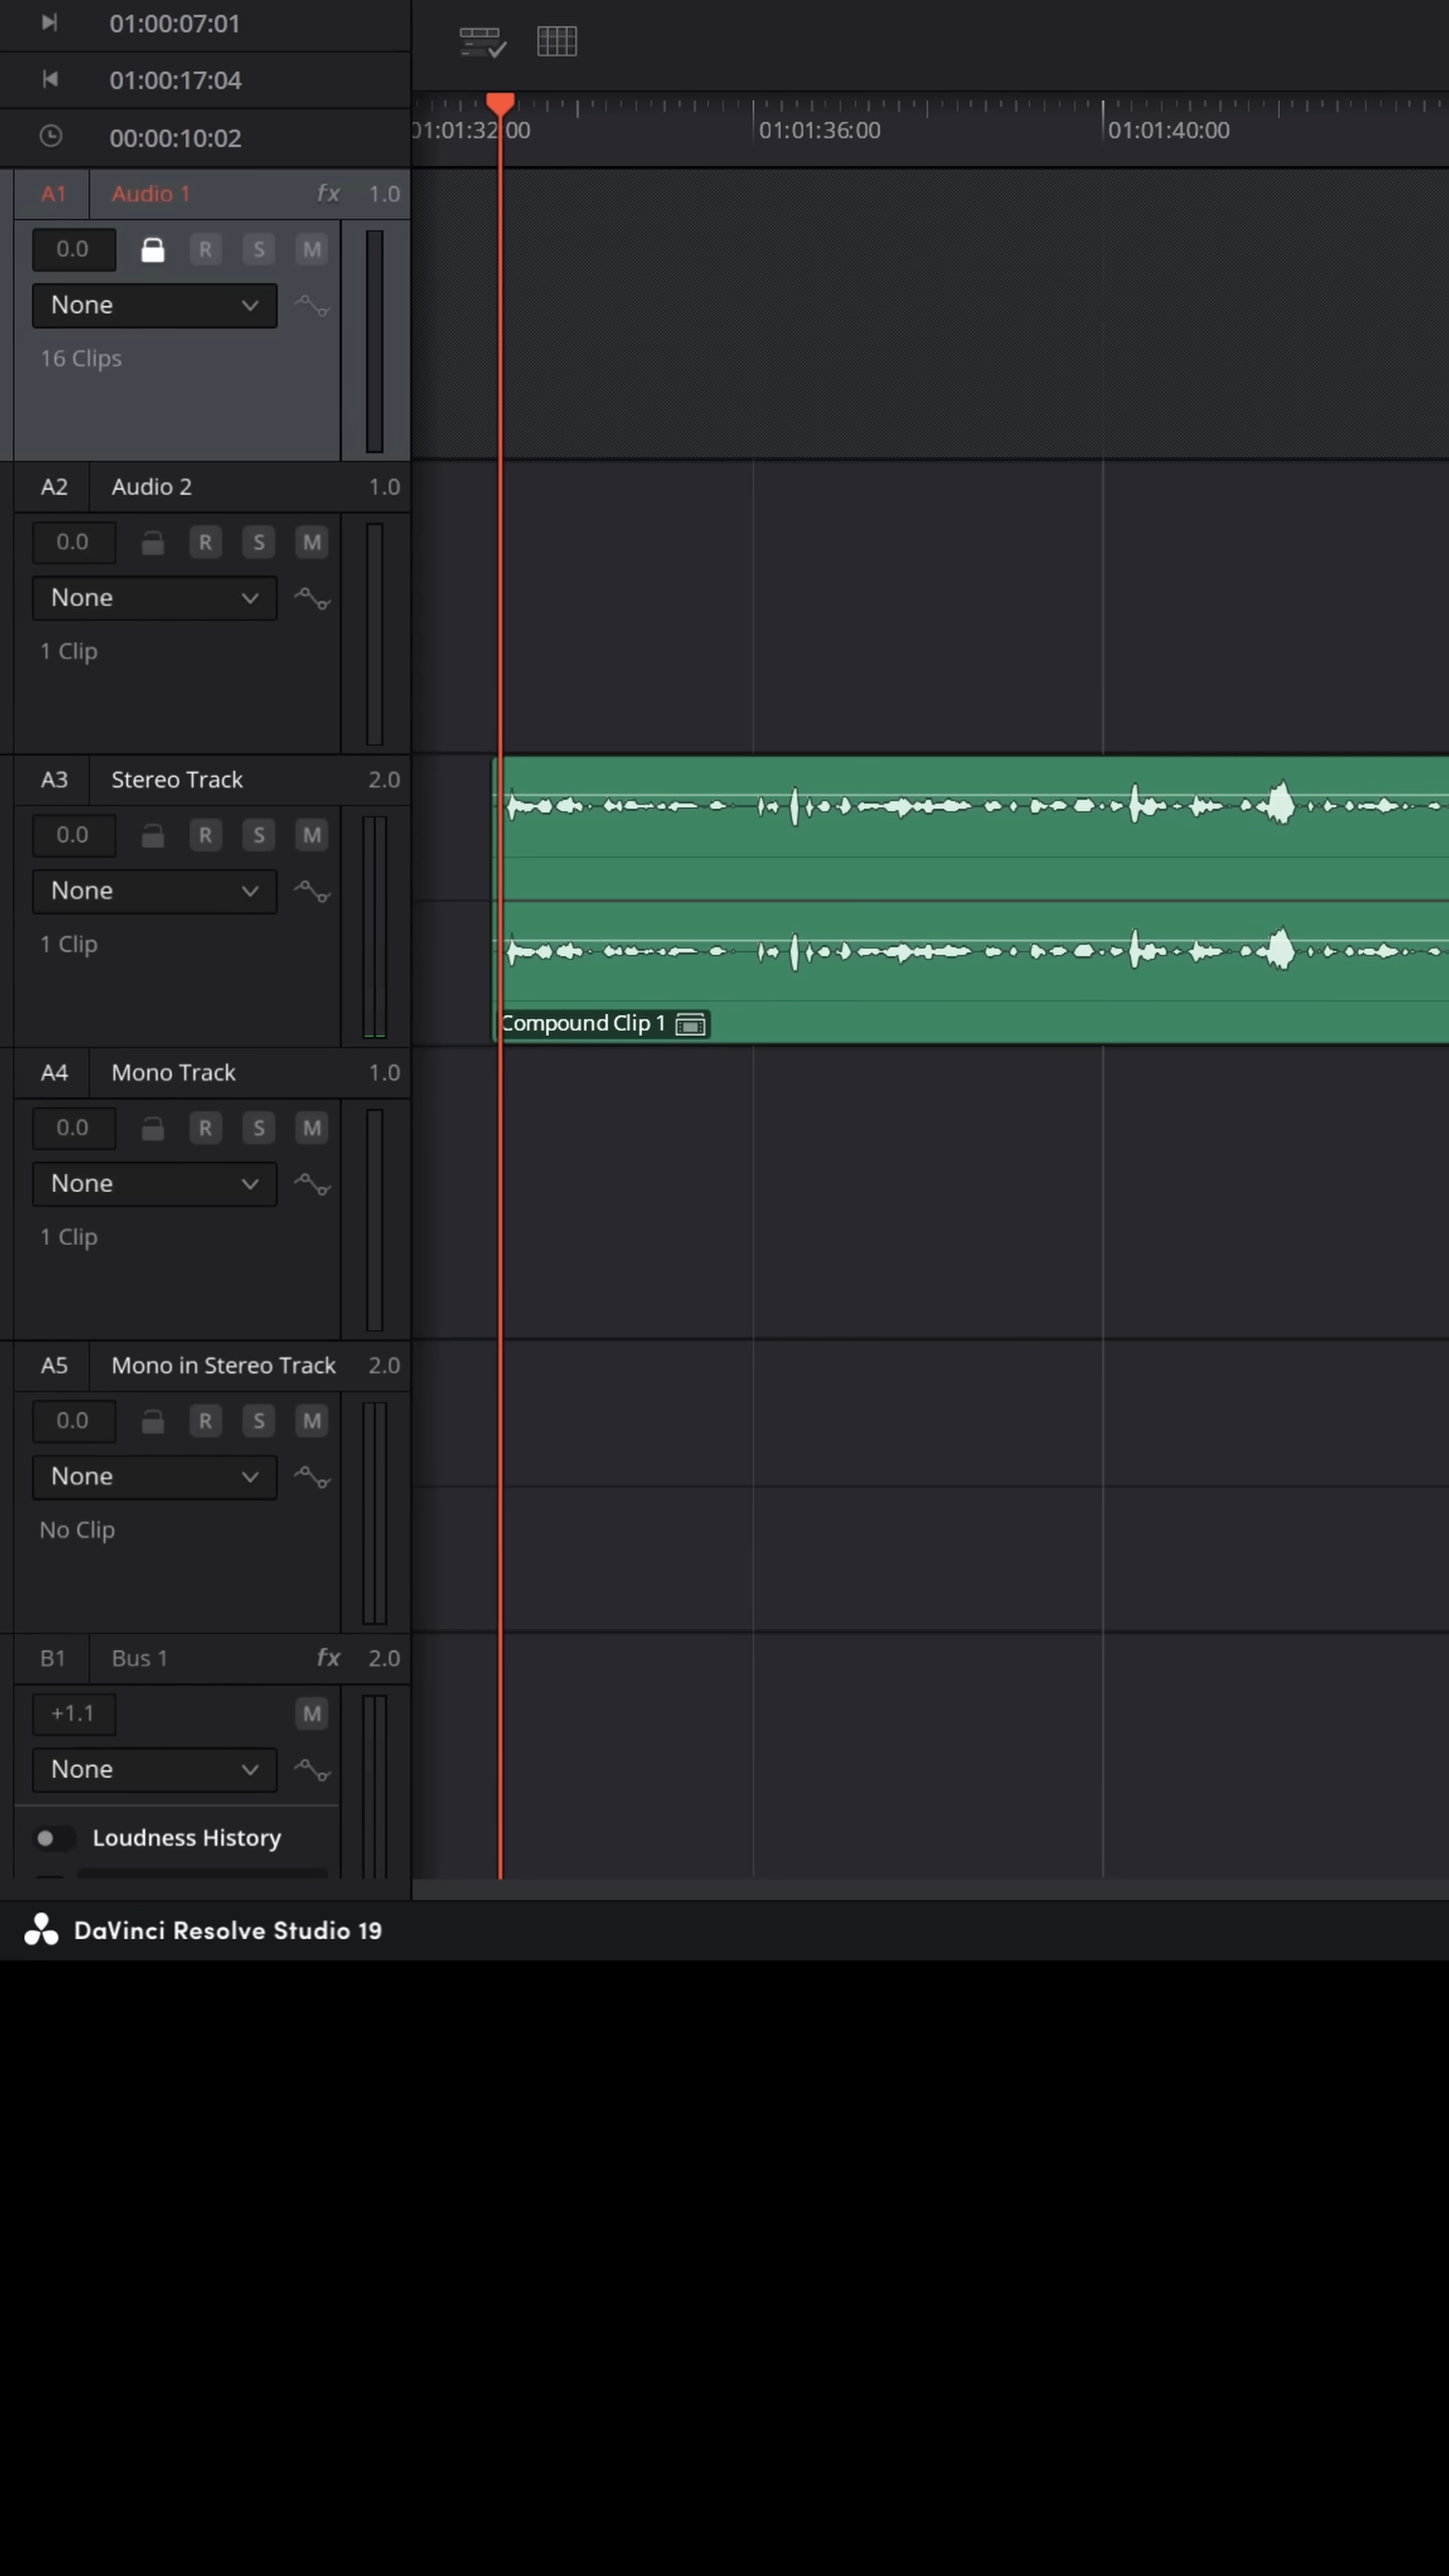 01:00:07:01
01:00:17:04
00:00:10:02
01:01:32:00 01:01:36:00 01:01:40:00
A1 Audio 1 fx 1.0
0.0 R S M
None
16 Clips
A2 Audio 2 1.0
0.0 R S M
None
1 Clip
A3 Stereo Track 2.0
0.0 R S M
None
1 Clip
Compound Clip 1
A4 Mono Track 1.0
0.0 R S M
None
1 Clip
A5 Mono in Stereo Track 2.0
0.0 R S M
None
No Clip
B1 Bus 1 fx 2.0
+1.1 M
None
Loudness History
DaVinci Resolve Studio 19